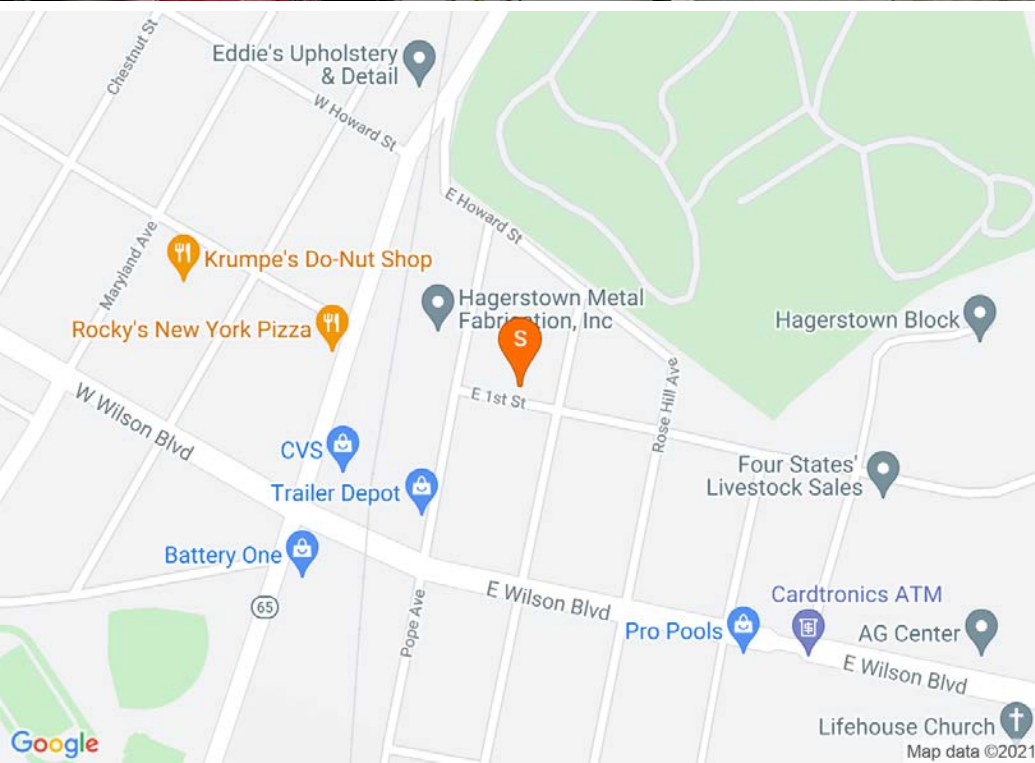 Chestnut St
Eddie's Upholstery
& Detail
W Howard St
E Howard St
Maryland Ave
Krumpe's Do-Nut Shop
Hagerstown Metal
Fabrication, Inc
Rocky's New York Pizza
Hagerstown Block
S
E 1st St
Rose Hill Ave
W Wilson Blvd
CVS
Trailer Depot
Four States'
Livestock Sales
Battery One
65
Pope Ave
E Wilson Blvd
Cardtronics ATM
$
Pro Pools
AG Center
E Wilson Blvd
Lifehouse Church
Google
Map data ©2021